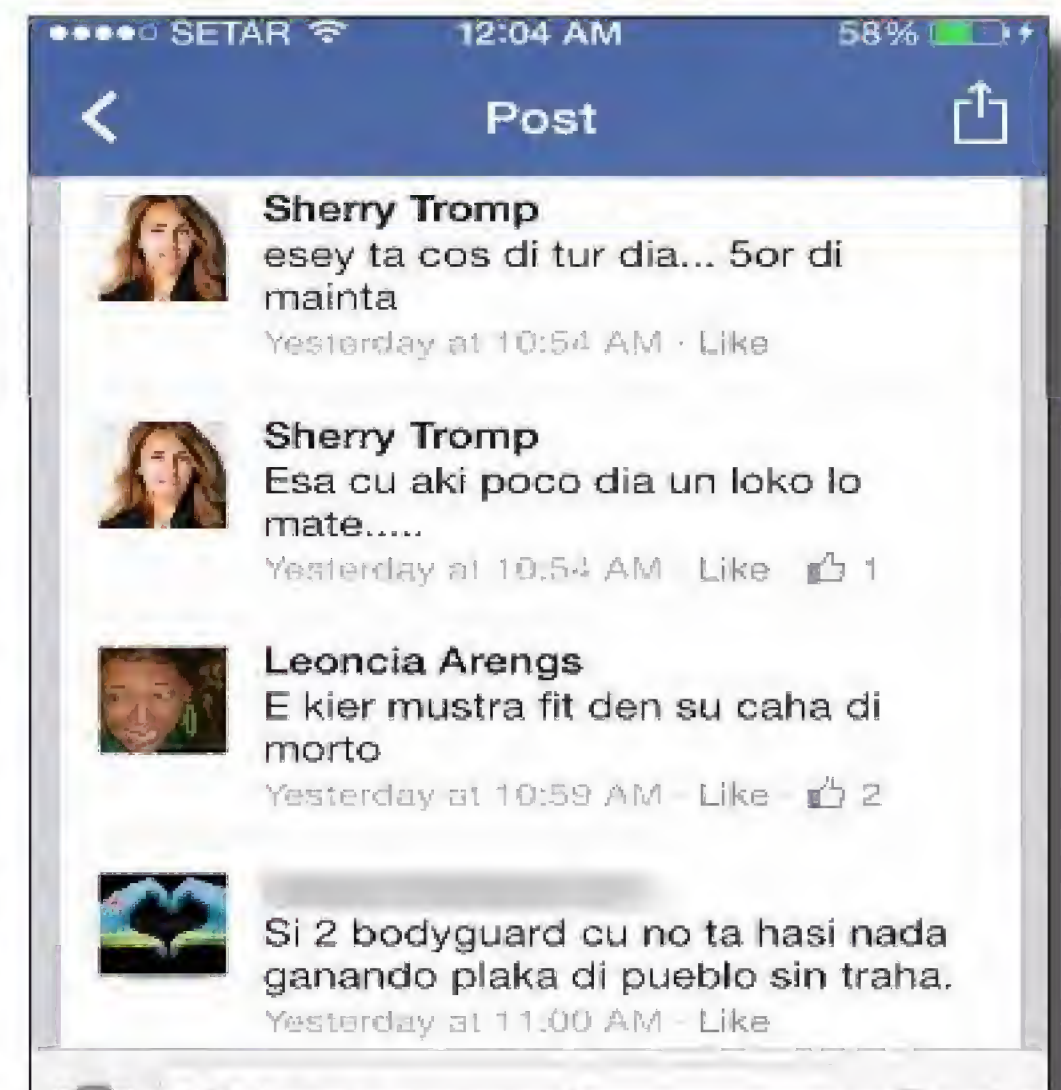 SETAR 12:04 AM 58%
Post
Sherry Tromp
esey ta cos di tur dia... 5or di
mainta
Yesterday at 10:54 AM · Like
Sherry Tromp
Esa cu aki poco dia un loko lo
mate.....
Yesterday at 10:54 AM · Like · 1
Leoncia Arengs
E kier mustra fit den su caha di
morto
Yesterday at 10:59 AM · Like · 2
Si 2 bodyguard cu no ta hasi nada
ganando plaka di pueblo sin traha.
Yesterday at 11:00 AM · Like